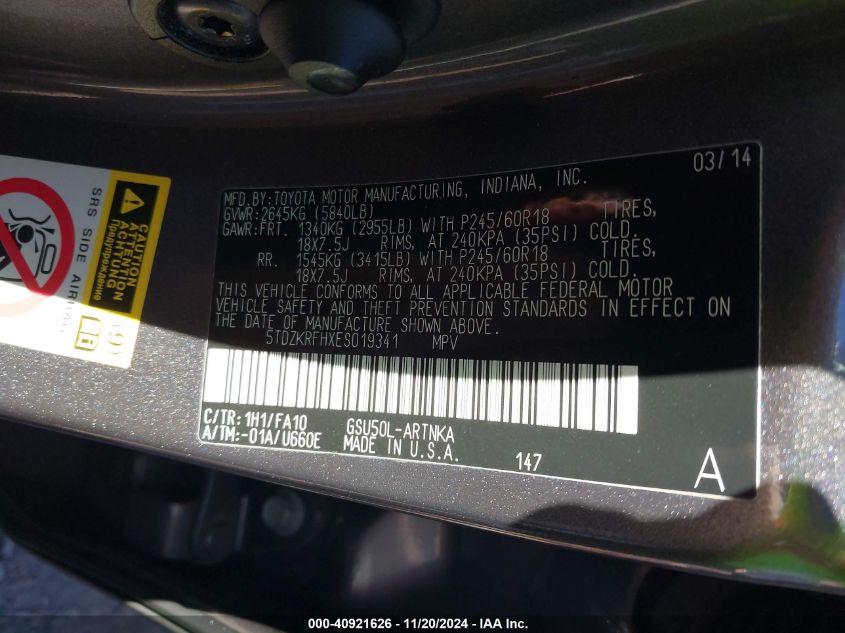 03/14
MFD.BY:TOYOTA MOTOR MANUFACTURING, INDIANA, INC.
GVWR:2645KG (5840LB)
GAWR:FRT. 1340KG (2955LB) WITH P245/60R18 TIRES,
18X7.5J RIMS, AT 240KPA (35PSI) COLD.
RR. 1545KG (3415LB) WITH P245/60R18 TIRES,
18X7.5J RIMS, AT 240KPA (35PSI) COLD.
THIS VEHICLE CONFORMS TO ALL APPLICABLE FEDERAL MOTOR
VEHICLE SAFETY AND THEFT PREVENTION STANDARDS IN EFFECT ON
THE DATE OF MANUFACTURE SHOWN ABOVE.
5TDZKRFHXES019341 MPV
C/TR: 1H1/FA10 GSU50L-ARTNKA
A/TM:-01A/U660E MADE IN U.S.A.
147
A
SRS SIDE AIRBAG
ATTENTION
ACHTUNG
Предупреждение
(9)
000-40921626 - 11/20/2024 - IAA Inc.